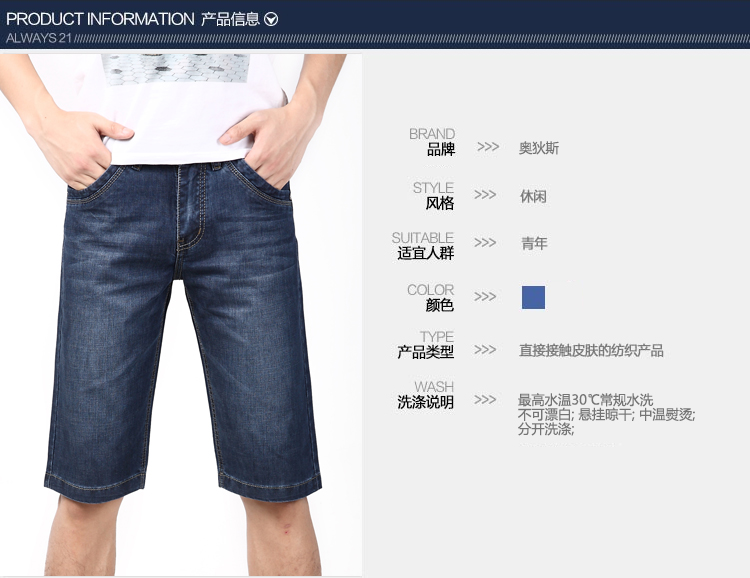 PRODUCT INFORMATION 产品信息
ALWAYS 21
BRAND
品牌 >>> 奥狄斯
STYLE
风格 >>> 休闲
SUITABLE
适宜人群 >>> 青年
COLOR
颜色 >>>
TYPE
产品类型 >>> 直接接触皮肤的纺织产品
WASH
洗涤说明 >>> 最高水温30℃常规水洗
不可漂白; 悬挂晾干; 中温熨烫;
分开洗涤;